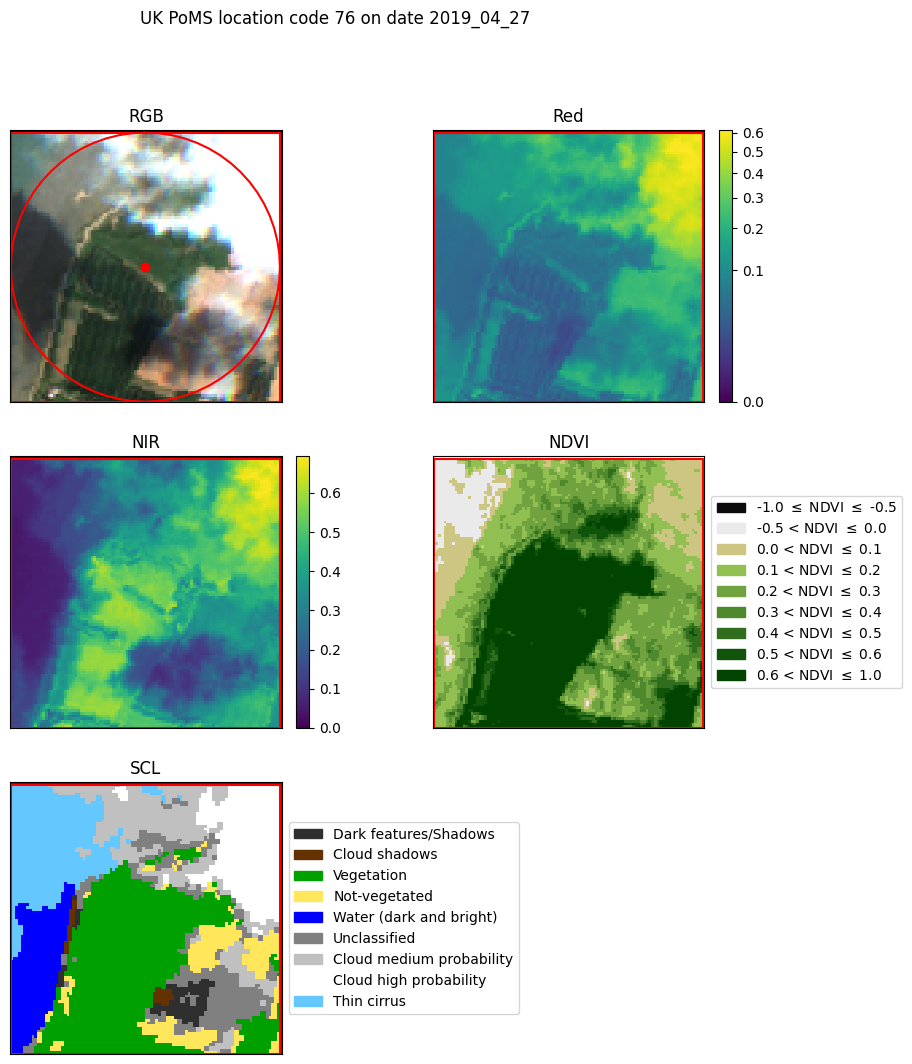 UK PoMS location code 76 on date 2019_04_27
RGB
Red
0.6
0.5
0.4
0.3
0.2
0.1
0.0
NIR
0.6
0.5
0.4
0.3
0.2
0.1
0.0
NDVI
-1.0 ≤ NDVI ≤ -0.5
-0.5 < NDVI ≤ 0.0
0.0 < NDVI ≤ 0.1
0.1 < NDVI ≤ 0.2
0.2 < NDVI ≤ 0.3
0.3 < NDVI ≤ 0.4
0.4 < NDVI ≤ 0.5
0.5 < NDVI ≤ 0.6
0.6 < NDVI ≤ 1.0
SCL
Dark features/Shadows
Cloud shadows
Vegetation
Not-vegetated
Water (dark and bright)
Unclassified
Cloud medium probability
Cloud high probability
Thin cirrus